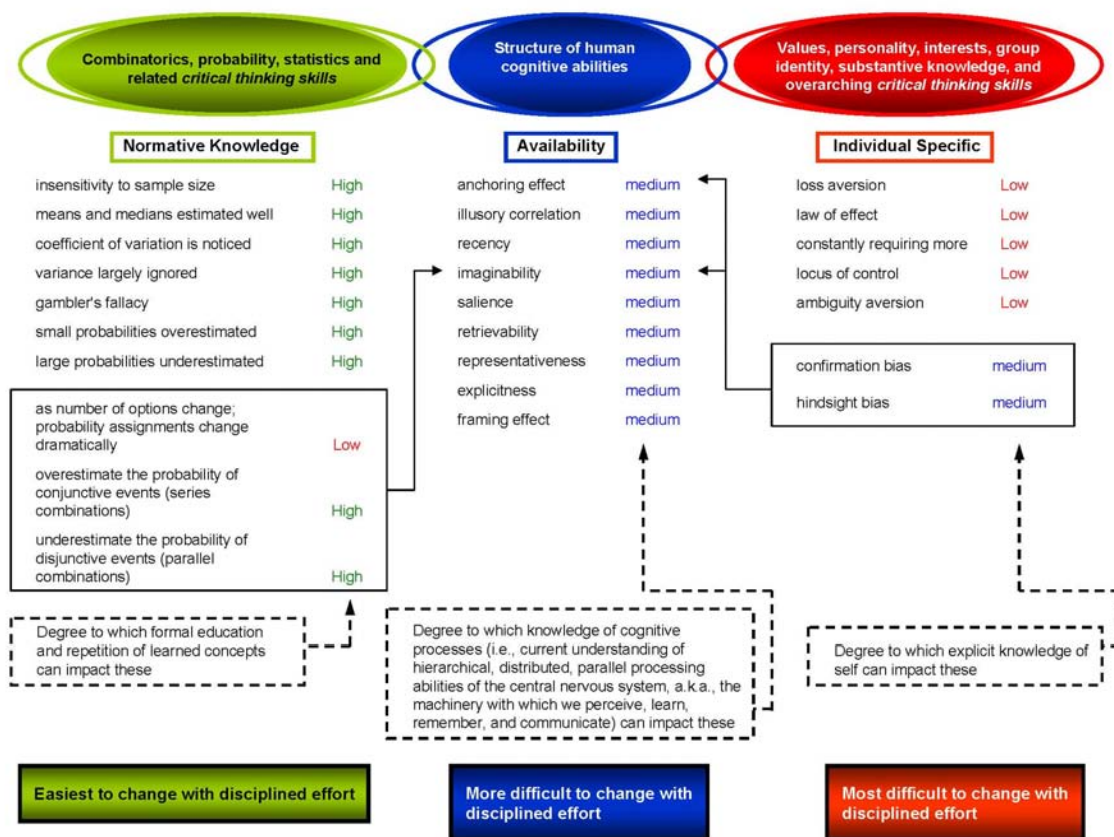 Combinatorics, probability, statistics and
related critical thinking skills
Structure of human
cognitive abilities
Values, personality, interests, group
identity, substantive knowledge, and
overarching critical thinking skills
Normative Knowledge
insensitivity to sample size High
means and medians estimated well High
coefficient of variation is noticed High
variance largely ignored High
gambler's fallacy High
small probabilities overestimated High
large probabilities underestimated High
as number of options change;
probability assignments change
dramatically Low
overestimate the probability of
conjunctive events (series
combinations) High
underestimate the probability of
disjunctive events (parallel
combinations) High
Degree to which formal education
and repetition of learned concepts
can impact these
Availability
anchoring effect medium
illusory correlation medium
recency medium
imaginability medium
salience medium
retrievability medium
representativeness medium
explicitness medium
framing effect medium
Degree to which knowledge of cognitive
processes (i.e., current understanding of
hierarchical, distributed, parallel processing
abilities of the central nervous system, a.k.a., the
machinery with which we perceive, learn,
remember, and communicate) can impact these
Individual Specific
loss aversion Low
law of effect Low
constantly requiring more Low
locus of control Low
ambiguity aversion Low
confirmation bias medium
hindsight bias medium
Degree to which explicit knowledge of
self can impact these
Easiest to change with disciplined effort
More difficult to change with
disciplined effort
Most difficult to change with
disciplined effort